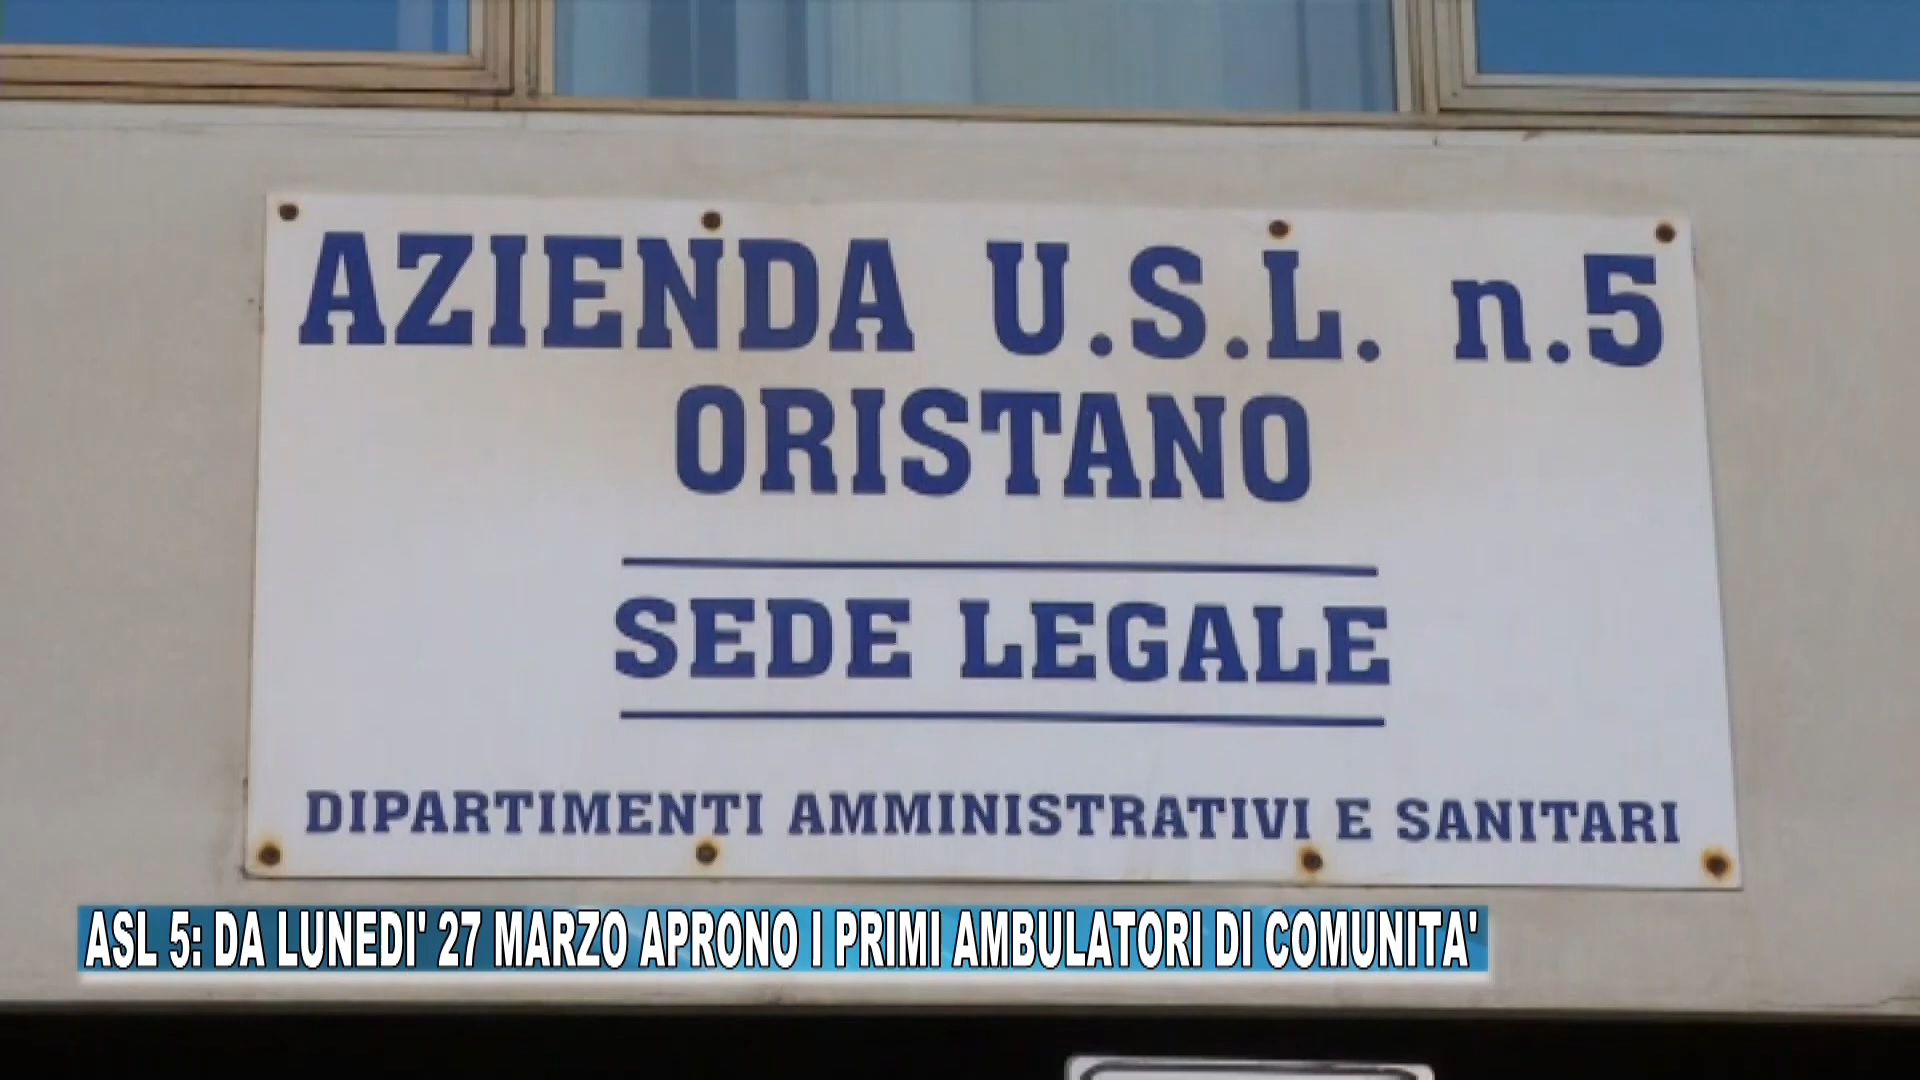 AZIENDA U.S.L. n.5
ORISTANO
SEDE LEGALE
DIPARTIMENTI AMMINISTRATIVI E SANITARI
ASL 5: DA LUNEDI' 27 MARZO APRONO I PRIMI AMBULATORI DI COMUNITA'